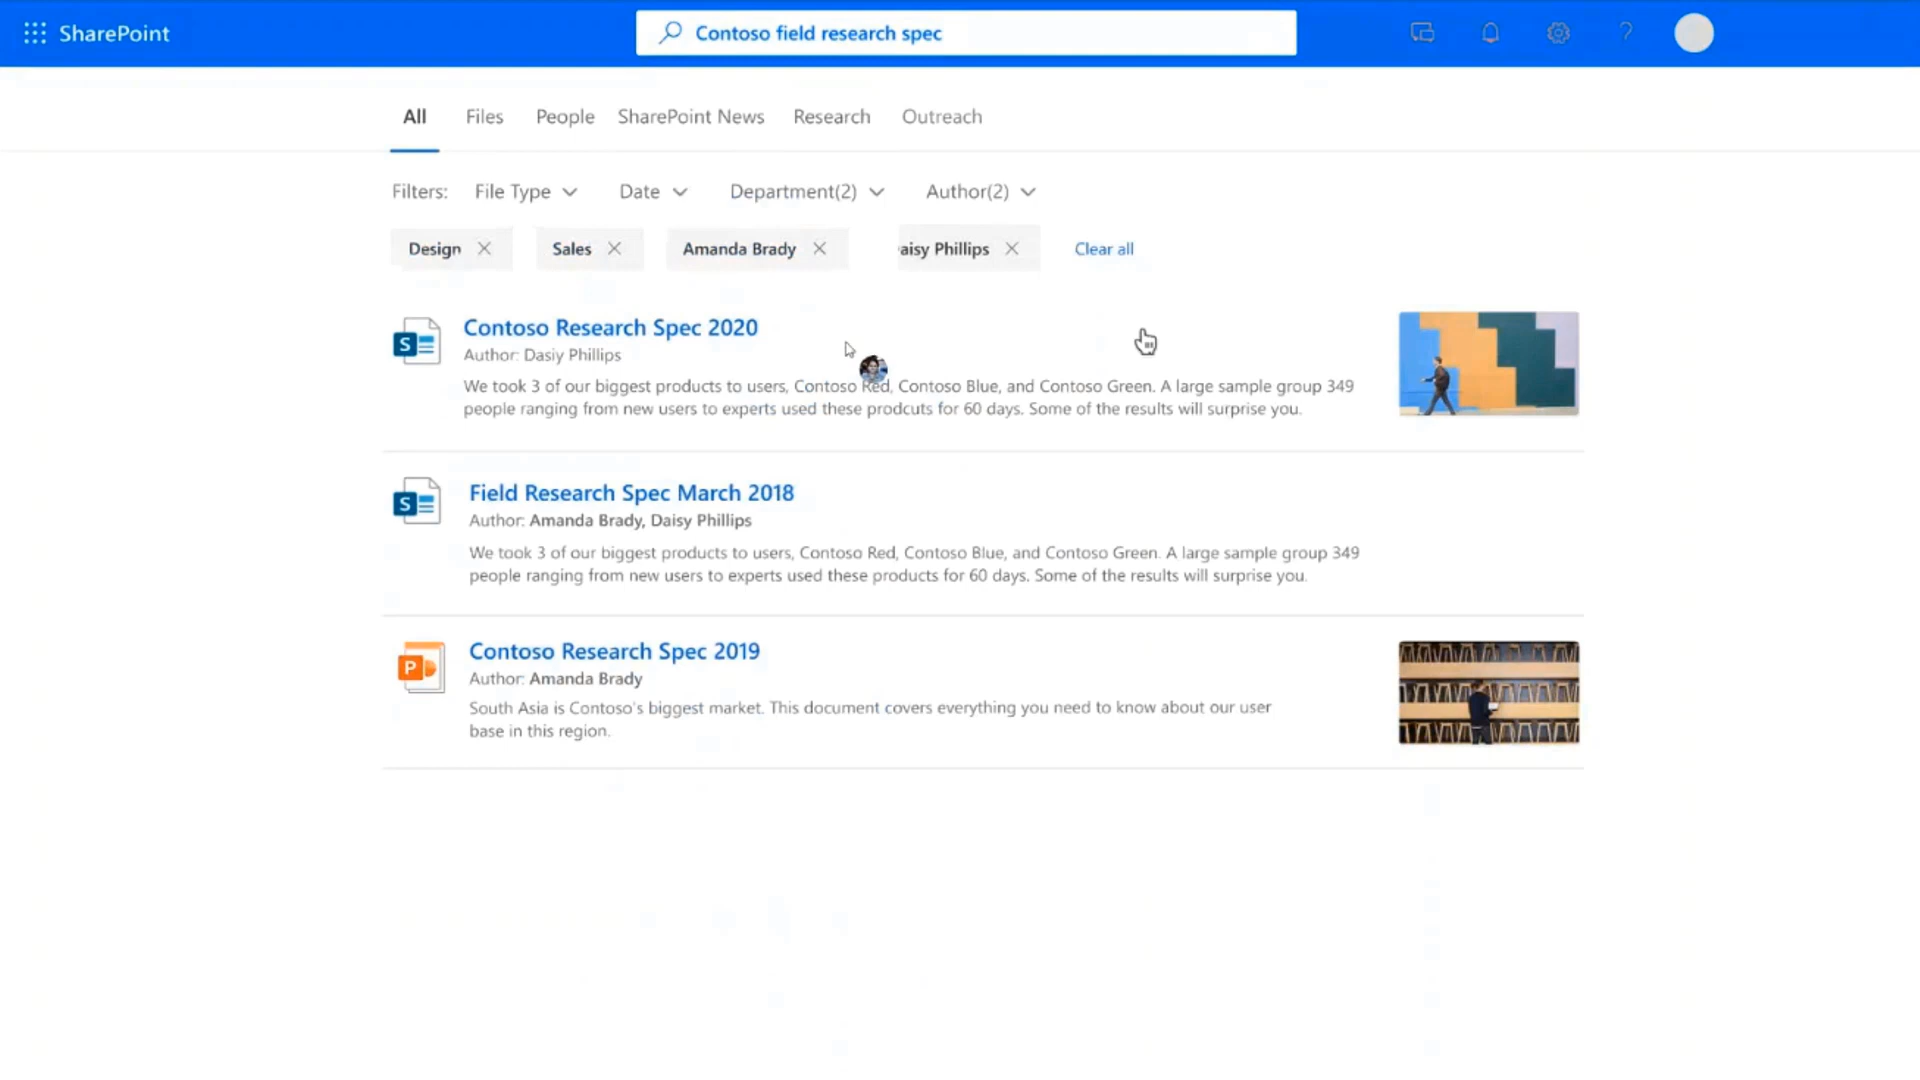 SharePoint
Contoso field research spec
?
All Files People SharePoint News Research Outreach
Filters: File Type Date Department(2) Author(2)
Design Sales Amanda Brady aisy Phillips Clear all
S
Contoso Research Spec 2020
Author: Dasiy Phillips
We took 3 of our biggest products to users, Contoso Red, Contoso Blue, and Contoso Green. A large sample group 349
people ranging from new users to experts used these prodcuts for 60 days. Some of the results will surprise you.
S
Field Research Spec March 2018
Author: Amanda Brady, Daisy Phillips
We took 3 of our biggest products to users, Contoso Red, Contoso Blue, and Contoso Green. A large sample group 349
people ranging from new users to experts used these products for 60 days. Some of the results will surprise you.
P
Contoso Research Spec 2019
Author: Amanda Brady
South Asia is Contoso's biggest market. This document covers everything you need to know about our user
base in this region.